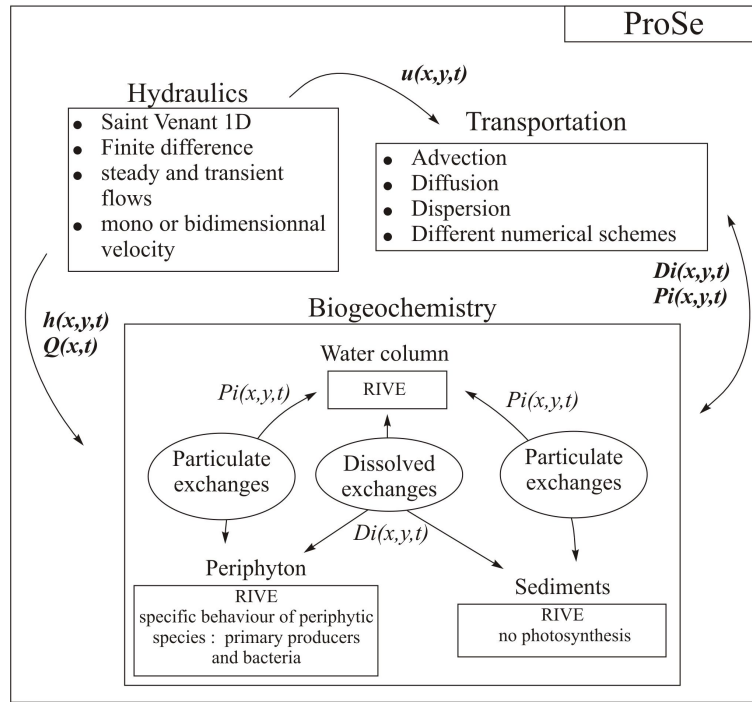 ProSe
u(x,y,t)
Hydraulics
● Saint Venant 1D
● Finite difference
● steady and transient
flows
● mono or bidimensionnal
velocity
Transportation
● Advection
● Diffusion
● Dispersion
● Different numerical schemes
h(x,y,t)
Q(x,t)
Di(x,y,t)
Pi(x,y,t)
Biogeochemistry
Water column
RIVE
Pi(x,y,t)
Pi(x,y,t)
Particulate
exchanges
Dissolved
exchanges
Particulate
exchanges
Di(x,y,t)
Periphyton
RIVE
specific behaviour of periphytic
species : primary producers
and bacteria
Sediments
RIVE
no photosynthesis